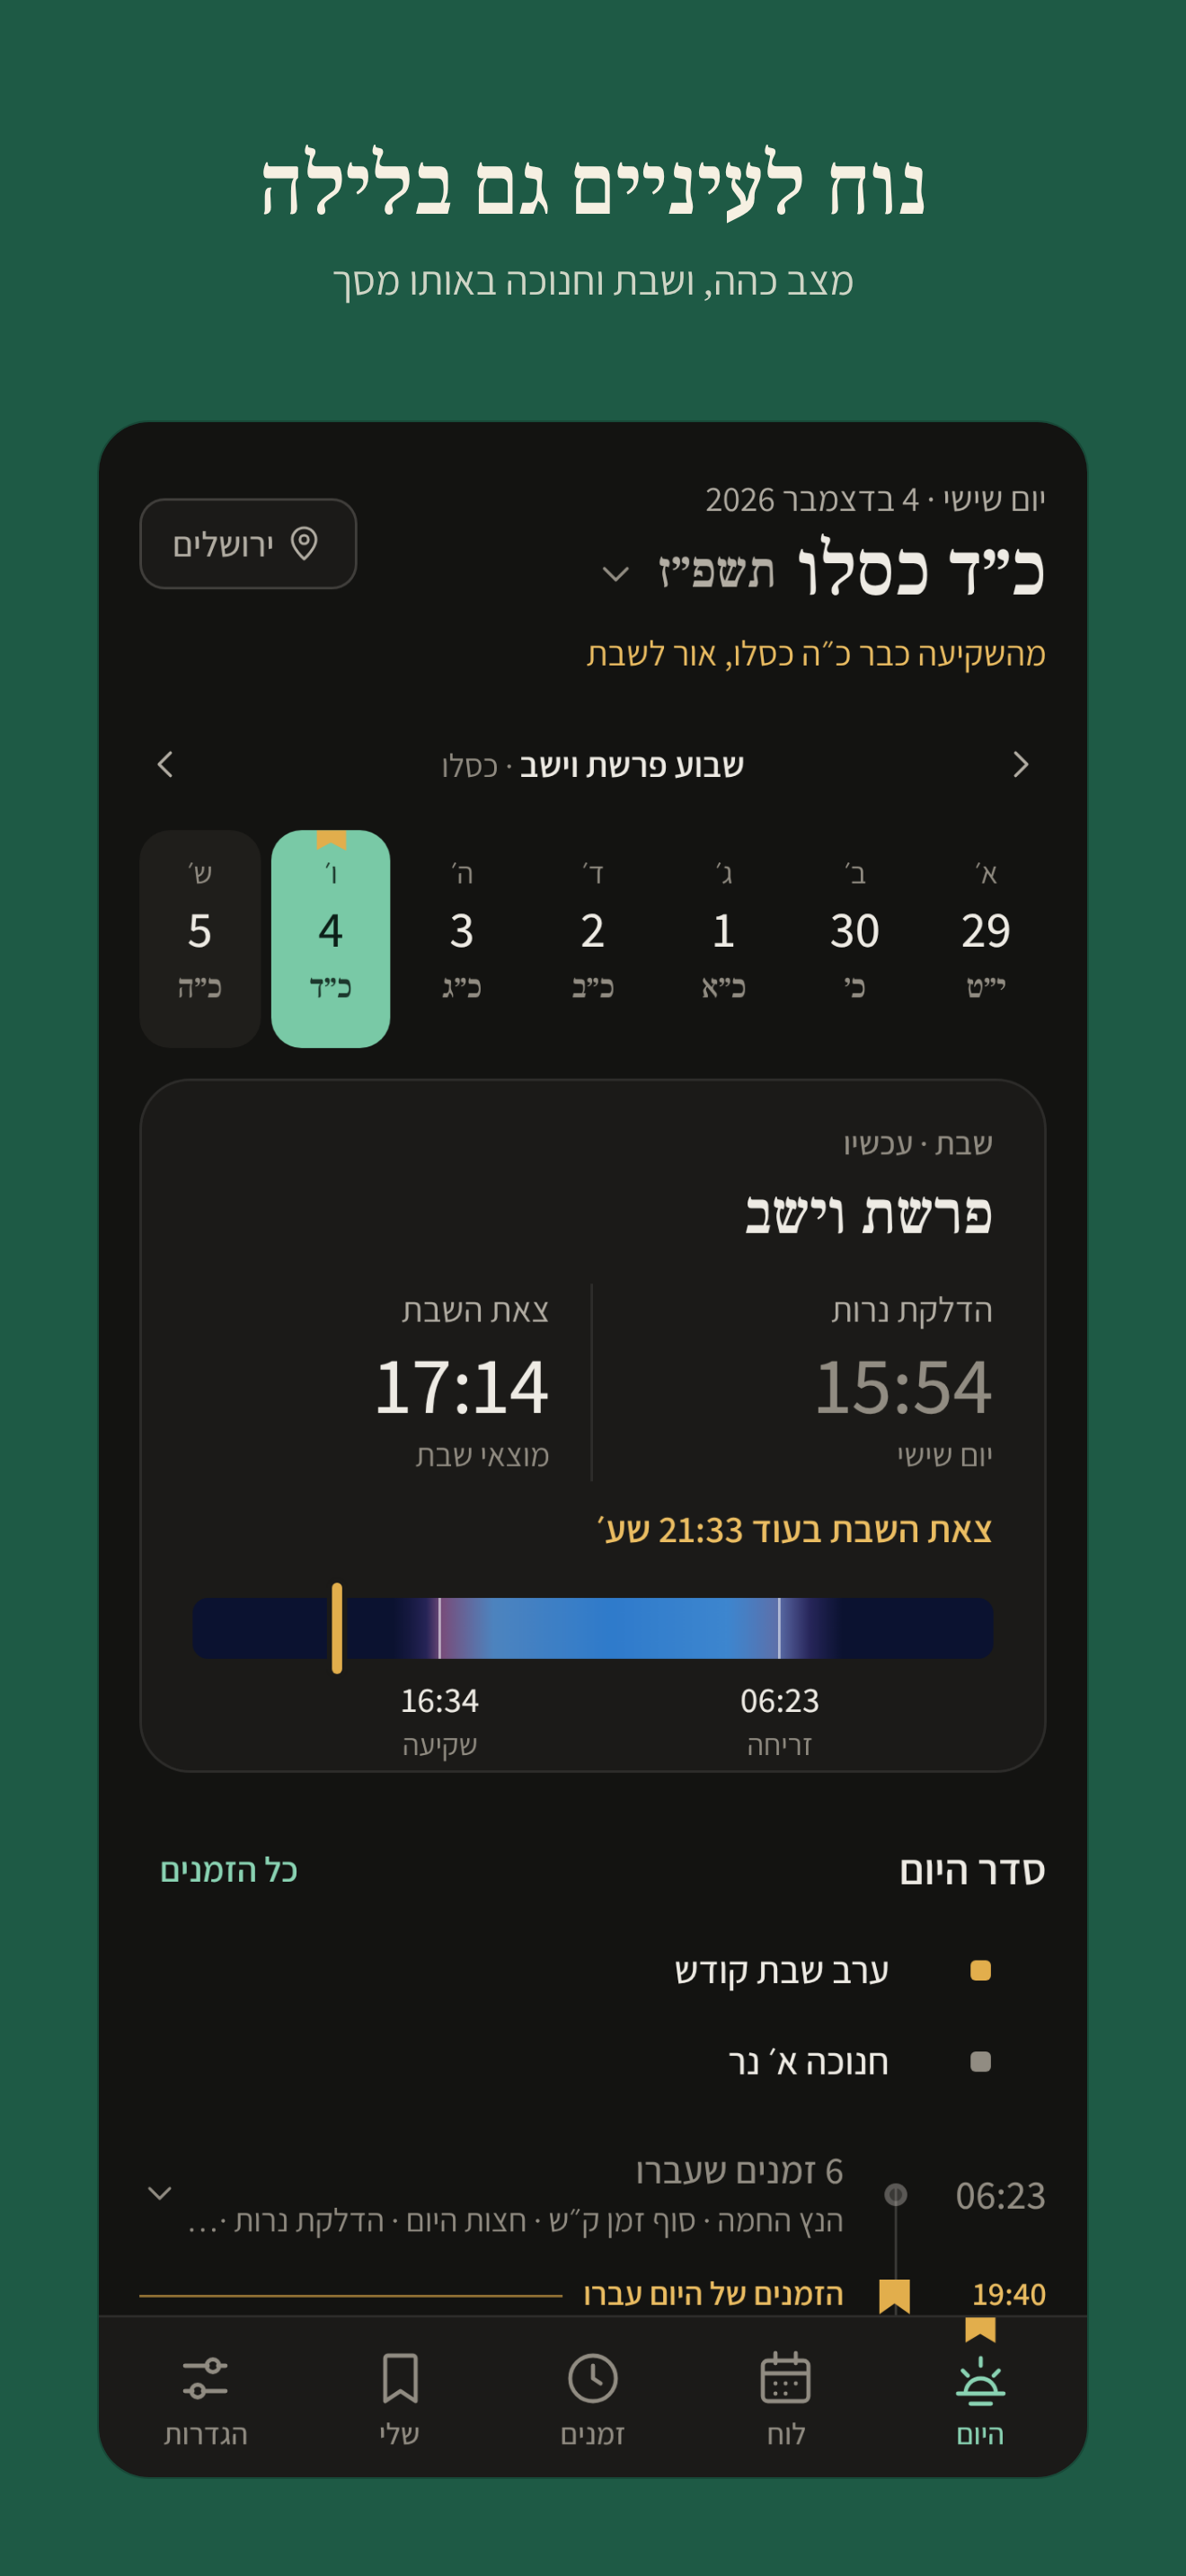 נוח לעיניים גם בלילה
מצב כהה, ושבת וחנוכה באותו מסך
יום שישי · 4 בדצמבר 2026
כ״ד כסלו תשפ״ז
ירושלים
מהשקיעה כבר כ״ה כסלו, אור לשבת
שבוע פרשת וישב · כסלו
א׳ ב׳ ג׳ ד׳ ה׳ ו׳ ש׳
29 30 1 2 3 4 5
י״ט כ׳ כ״א כ״ב כ״ג כ״ד כ״ה
שבת · עכשיו
פרשת וישב
הדלקת נרות צאת השבת
15:54 17:14
יום שישי מוצאי שבת
צאת השבת בעוד 21:33 שע׳
06:23 16:34
זריחה שקיעה
סדר היום כל הזמנים
ערב שבת קודש
חנוכה א׳ נר
06:23 6 זמנים שעברו
הנץ החמה · סוף זמן ק״ש · חצות היום · הדלקת נרות ·…
19:40 הזמנים של היום עברו
היום לוח זמנים שלי הגדרות